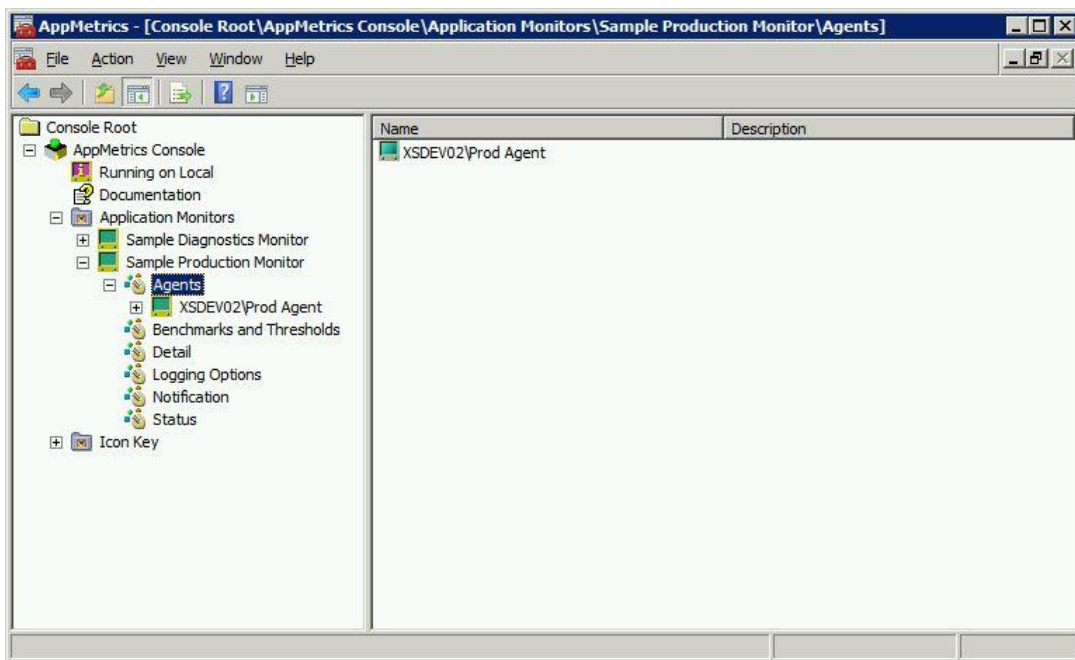 AppMetrics - [Console Root\AppMetrics Console\Application Monitors\Sample Production Monitor\Agents]
File Action View Window Help
Console Root
AppMetrics Console
Running on Local
Documentation
Application Monitors
Sample Diagnostics Monitor
Sample Production Monitor
Agents
XSDEV02\Prod Agent
Benchmarks and Thresholds
Detail
Logging Options
Notification
Status
Icon Key
Name Description
XSDEV02\Prod Agent